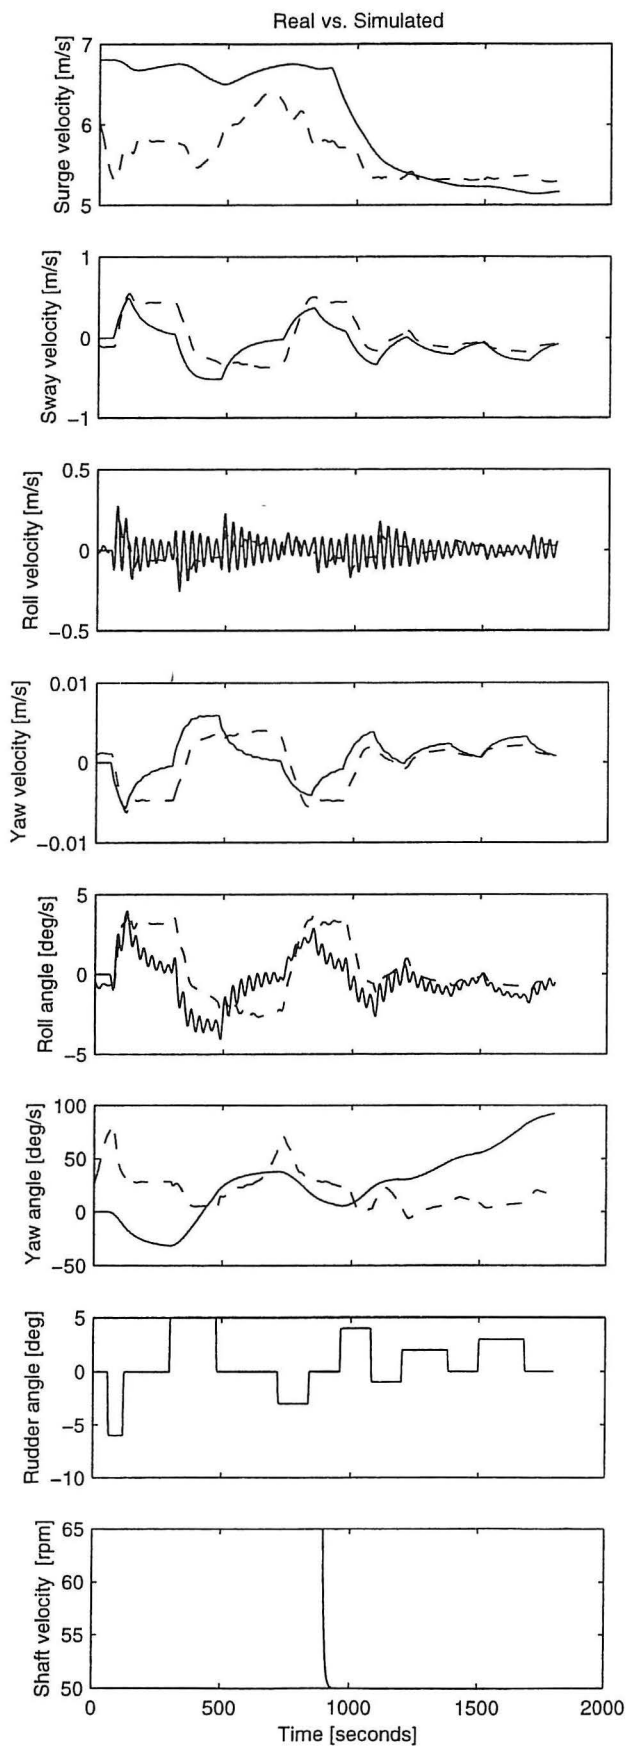 Real vs. Simulated
7
6
5
Surge velocity [m/s]
1
0
−1
Sway velocity [m/s]
0.5
0
−0.5
Roll velocity [m/s]
0.01
0
−0.01
Yaw velocity [m/s]
5
0
−5
Roll angle [deg/s]
100
50
0
−50
Yaw angle [deg/s]
5
0
−5
−10
Rudder angle [deg]
65
60
55
50
Shaft velocity [rpm]
0 500 1000 1500 2000
Time [seconds]